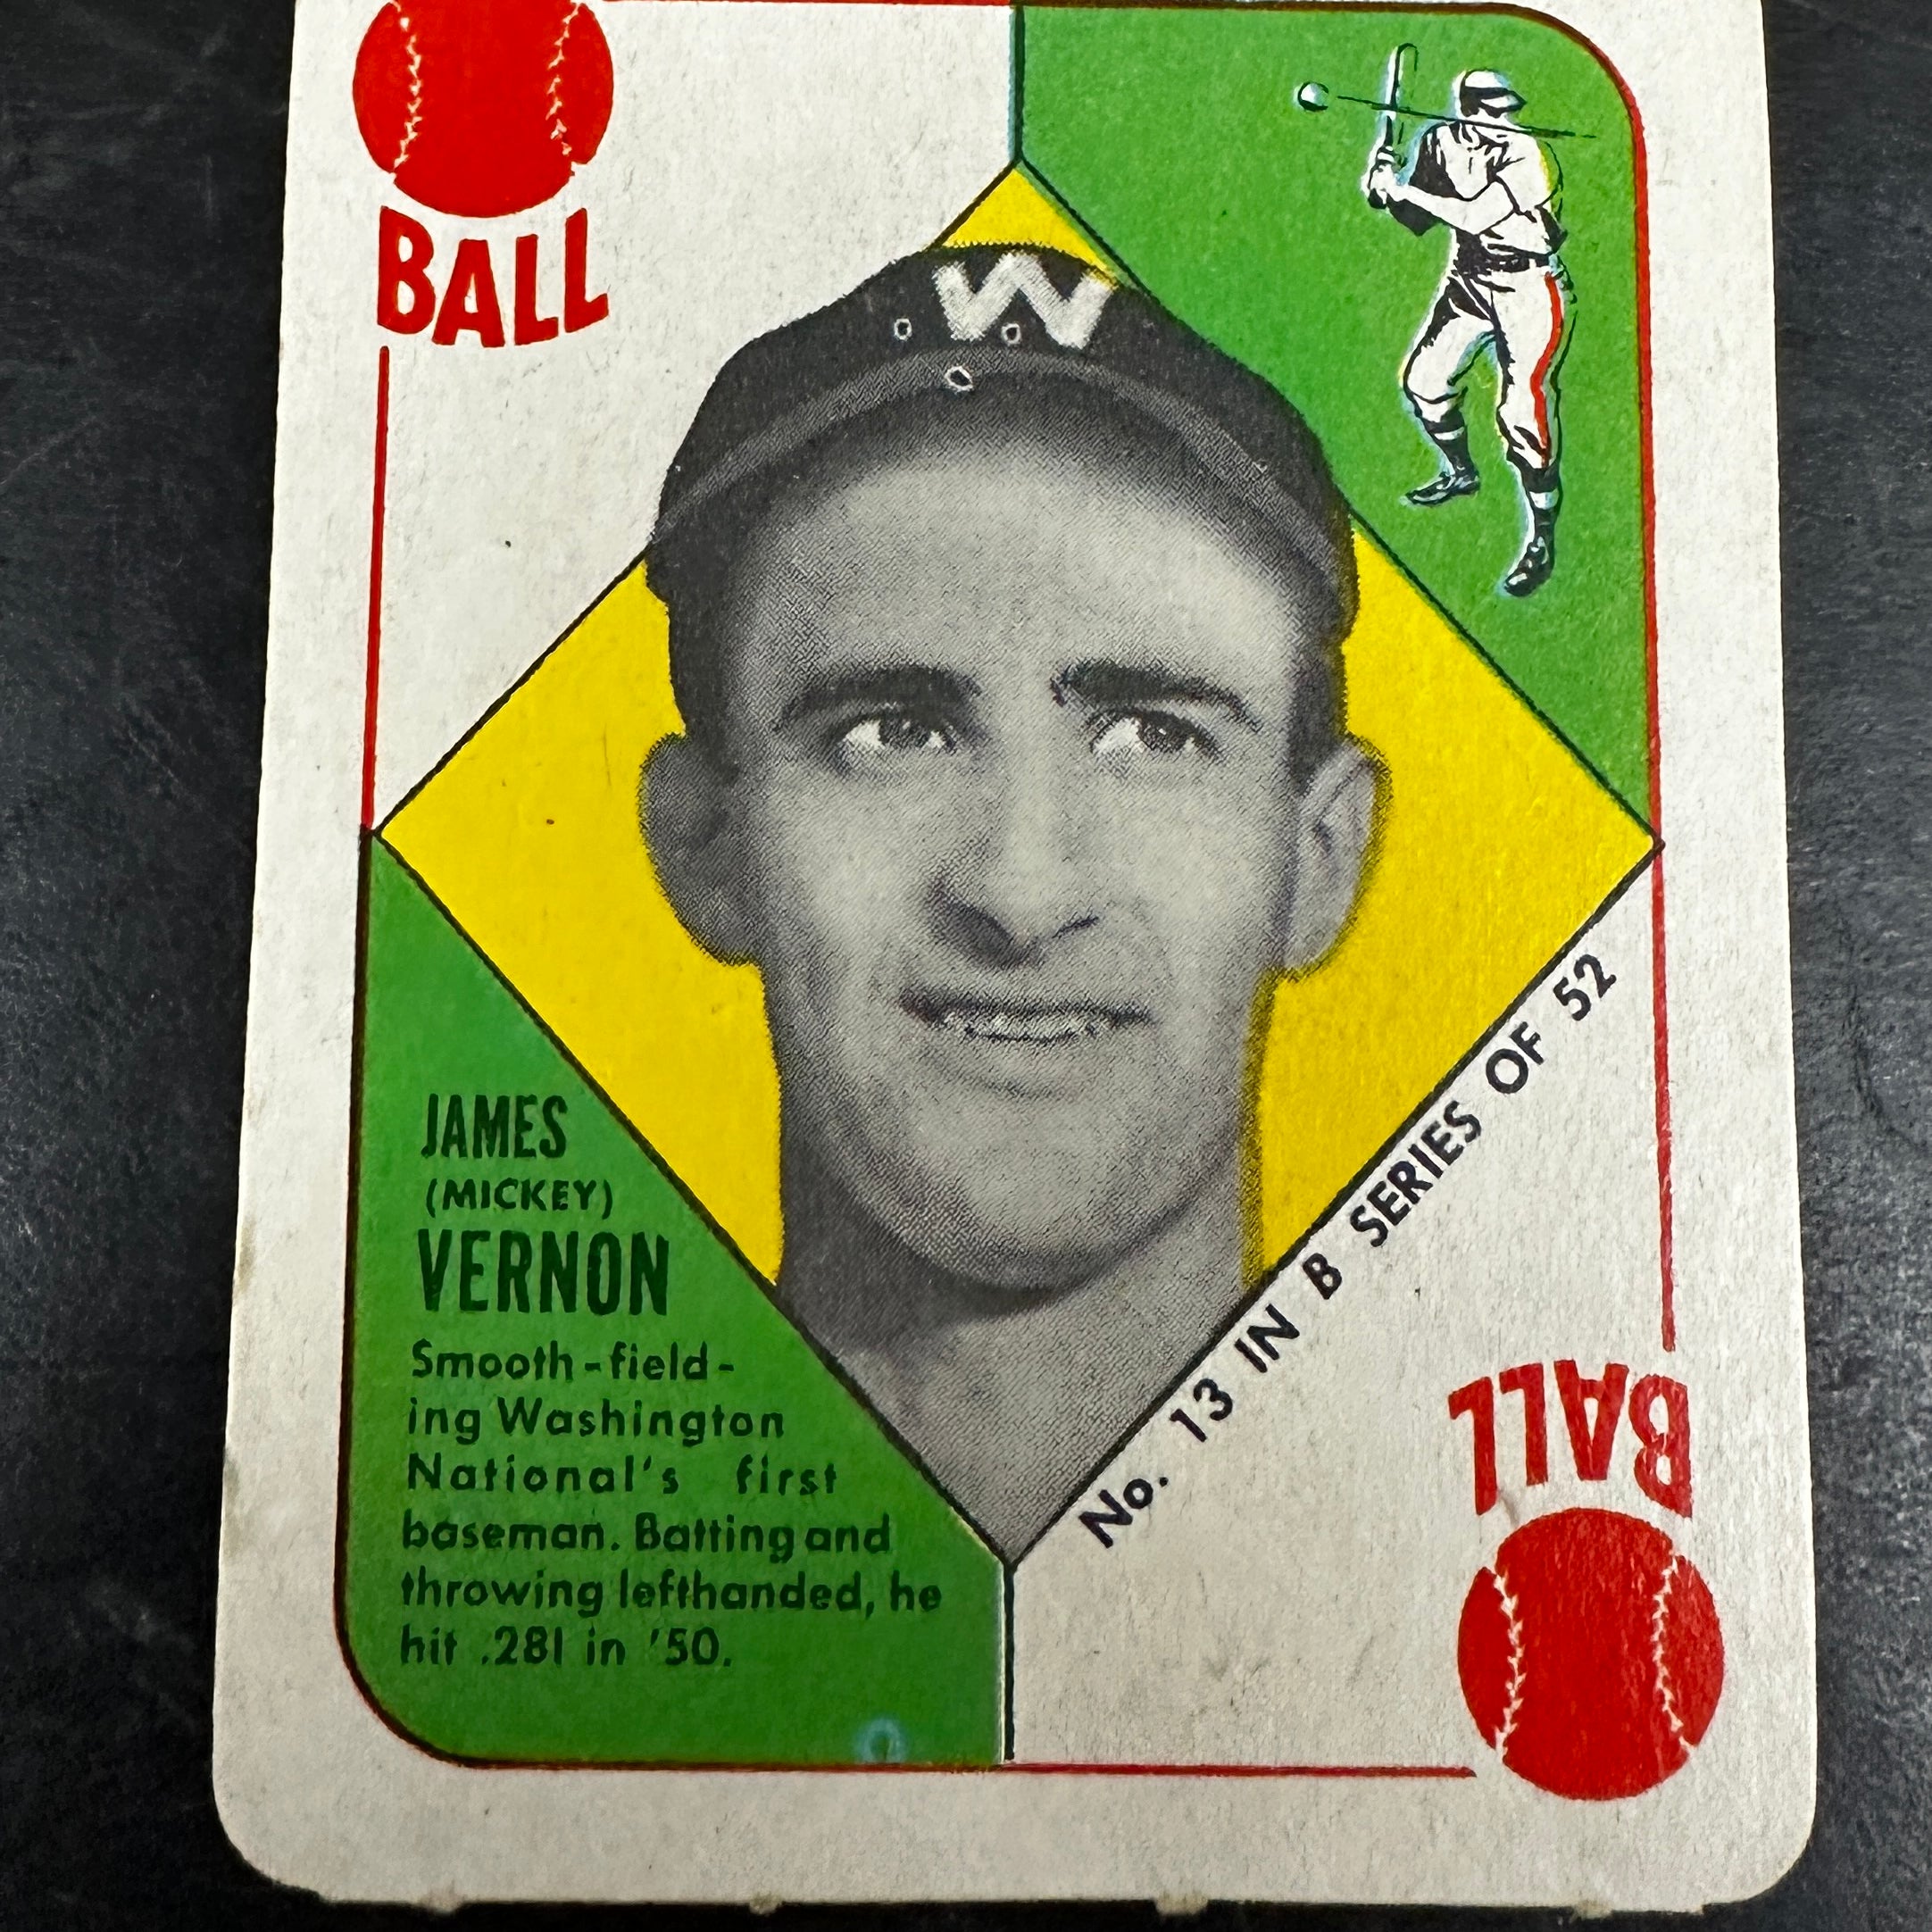 BALL
W
JAMES
(MICKEY)
VERNON
Smooth-field-
ing Washington
National's first
baseman. Batting and
throwing lefthanded, he
hit .281 in '50.
No. 13 IN B SERIES OF 52
BALL